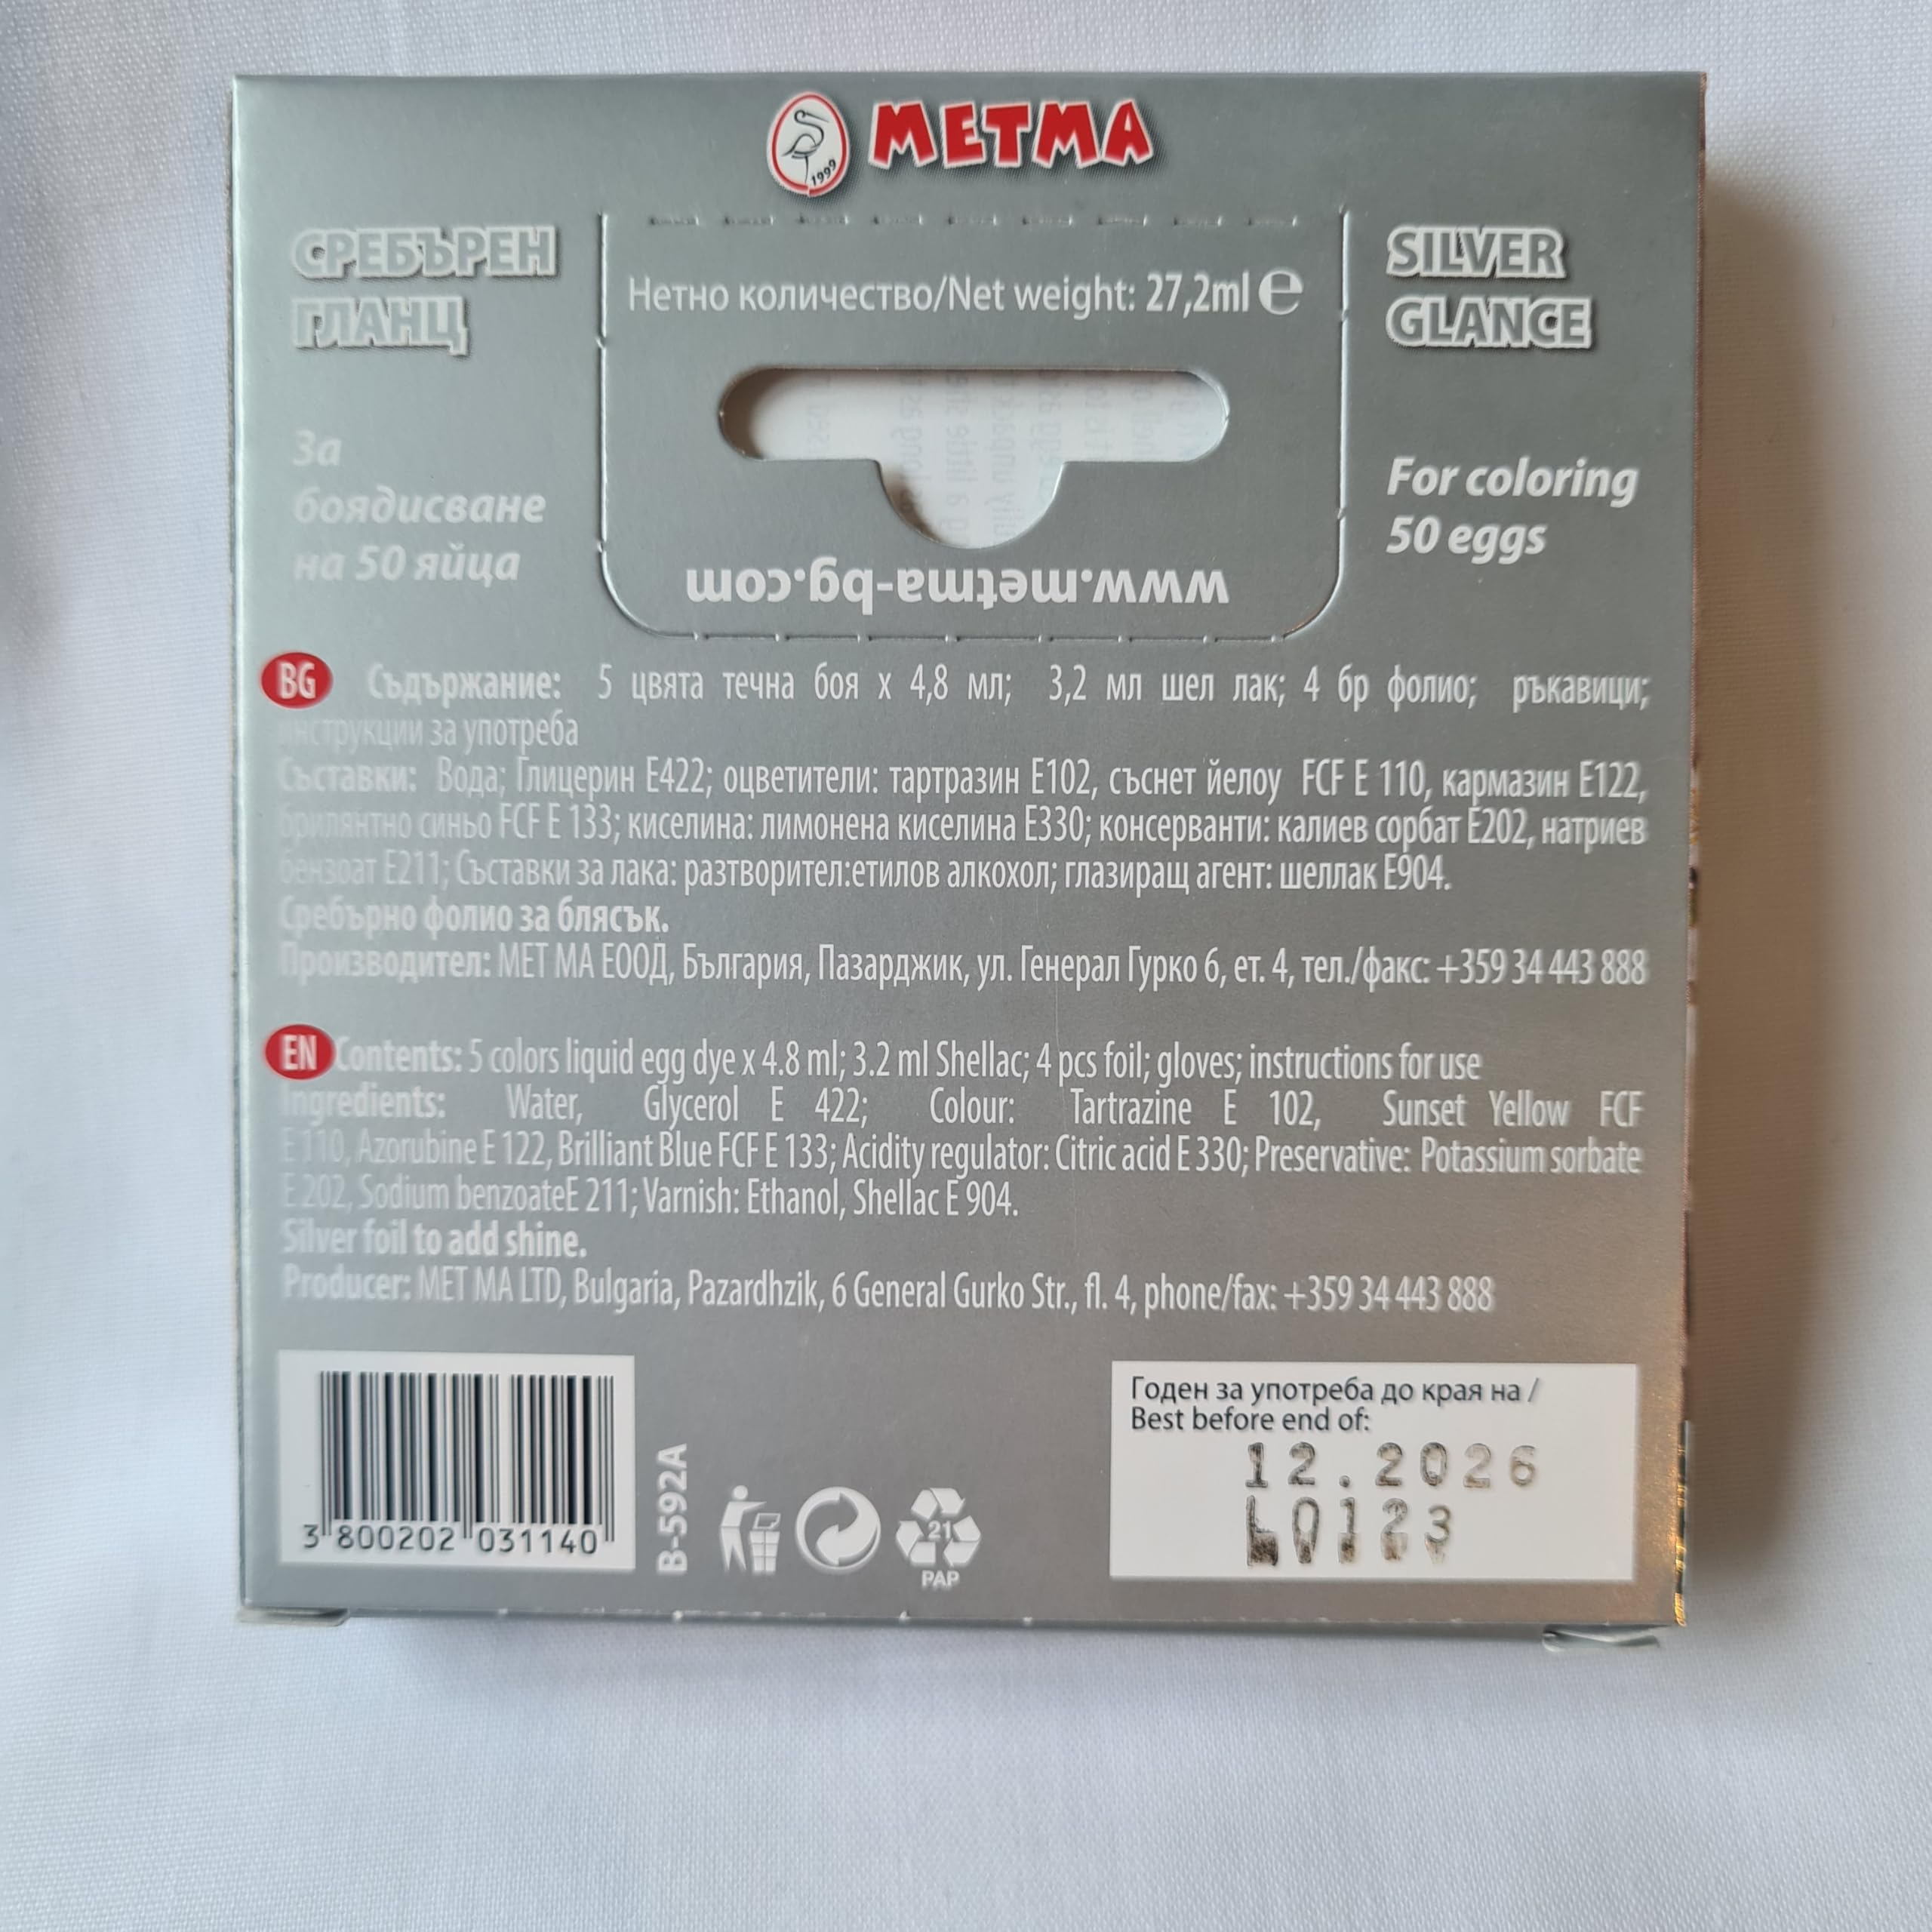 1999
МЕТМА
СРЕБЪРЕН
ГЛАНЦ
Нетно количество/Net weight: 27,2ml ℮
SILVER
GLANCE
За
боядисване
на 50 яйца
For coloring
50 eggs
www.metma-bg.com
BG Съдържание: 5 цвята течна боя х 4,8 мл; 3,2 мл шел лак; 4 бр фолио; ръкавици;
инструкции за употреба
Съставки: Вода; Глицерин Е422; оцветители: тартразин Е102, съснет йелоу FCF E 110, кармазин Е122,
брилянтно синьо FCF E 133; киселина: лимонена киселина Е330; консерванти: калиев сорбат Е202, натриев
бензоат Е211; Съставки за лака: разтворител:етилов алкохол; глазиращ агент: шеллак Е904.
Сребърно фолио за блясък.
Производител: МЕТ МА ЕООД, България, Пазарджик, ул. Генерал Гурко 6, ет. 4, тел./факс: +359 34 443 888
EN Contents: 5 colors liquid egg dye x 4.8 ml; 3.2 ml Shellac; 4 pcs foil; gloves; instructions for use
Ingredients: Water, Glycerol E 422; Colour: Tartrazine E 102, Sunset Yellow FCF
E 110, Azorubine E 122, Brilliant Blue FCF E 133; Acidity regulator: Citric acid E 330; Preservative: Potassium sorbate
E 202, Sodium benzoateE 211; Varnish: Ethanol, Shellac E 904.
Silver foil to add shine.
Producer: MET MA LTD, Bulgaria, Pazardhzik, 6 General Gurko Str., fl. 4, phone/fax: +359 34 443 888
3 800202 031140
B-592A
21
PAP
Годен за употреба до края на /
Best before end of:
12.2026
L0123